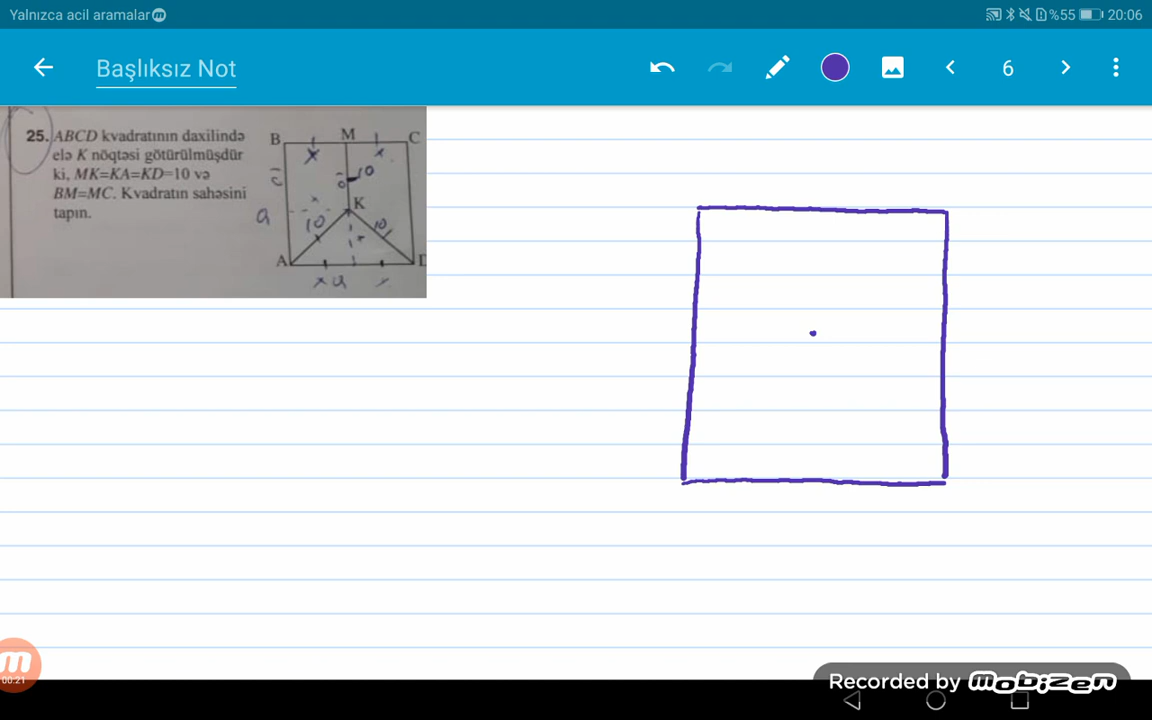 Yalnızca acil aramalar
%55 20:06
Başlıksız Not
6
25. ABCD kvadratının daxilində
elə K nöqtəsi götürülmüşdür
ki, MK=KA=KD=10 və
BM=MC. Kvadratın sahəsini
tapın.
B M C
x x
10
K
a 10 10
A D
x a
00:21
Recorded by mobizen